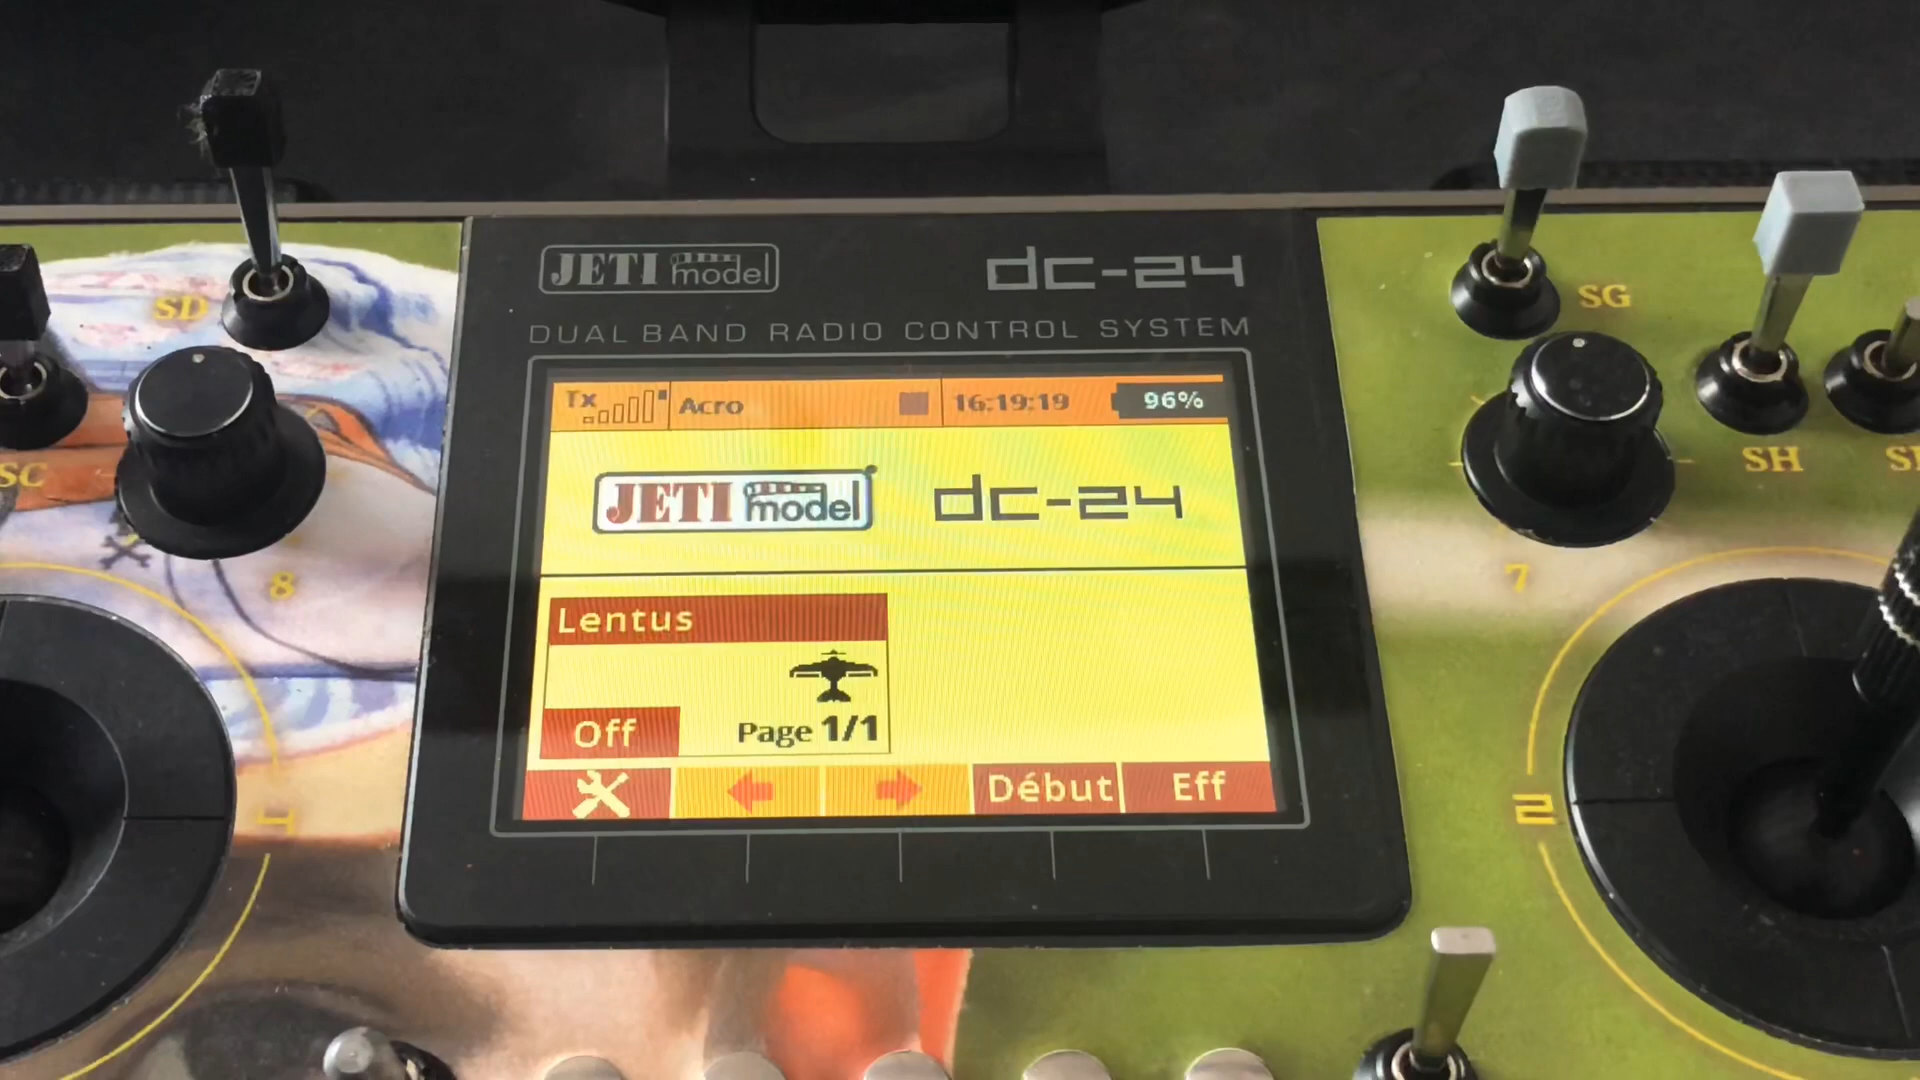 JETI model dc-24
DUAL BAND RADIO CONTROL SYSTEM
Tx Acro 16:19:19 96%
JETI model dc-24
Lentus
Off Page 1/1
Début Eff
SD
SC
8
4
SG
SH
7
2